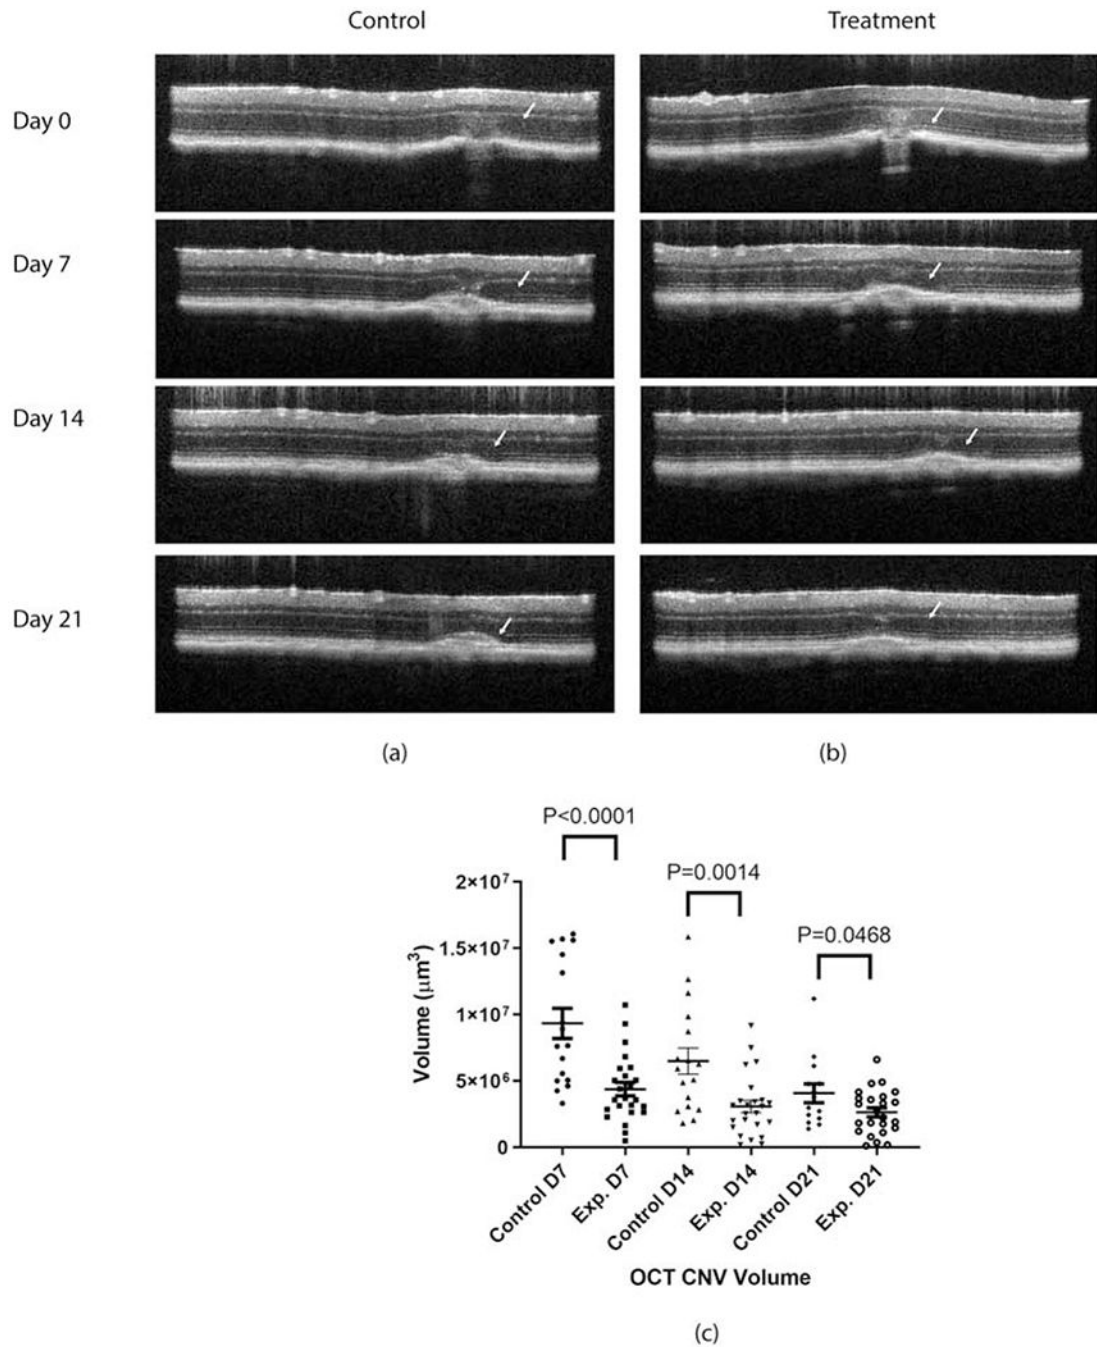 Control
Treatment
Day 0
Day 7
Day 14
Day 21
(a)
(b)
P<0.0001
P=0.0014
P=0.0468
2×10⁷
1.5×10⁷
1×10⁷
5×10⁶
0
Volume (μm³)
Control D7
Exp. D7
Control D14
Exp. D14
Control D21
Exp. D21
OCT CNV Volume
(c)